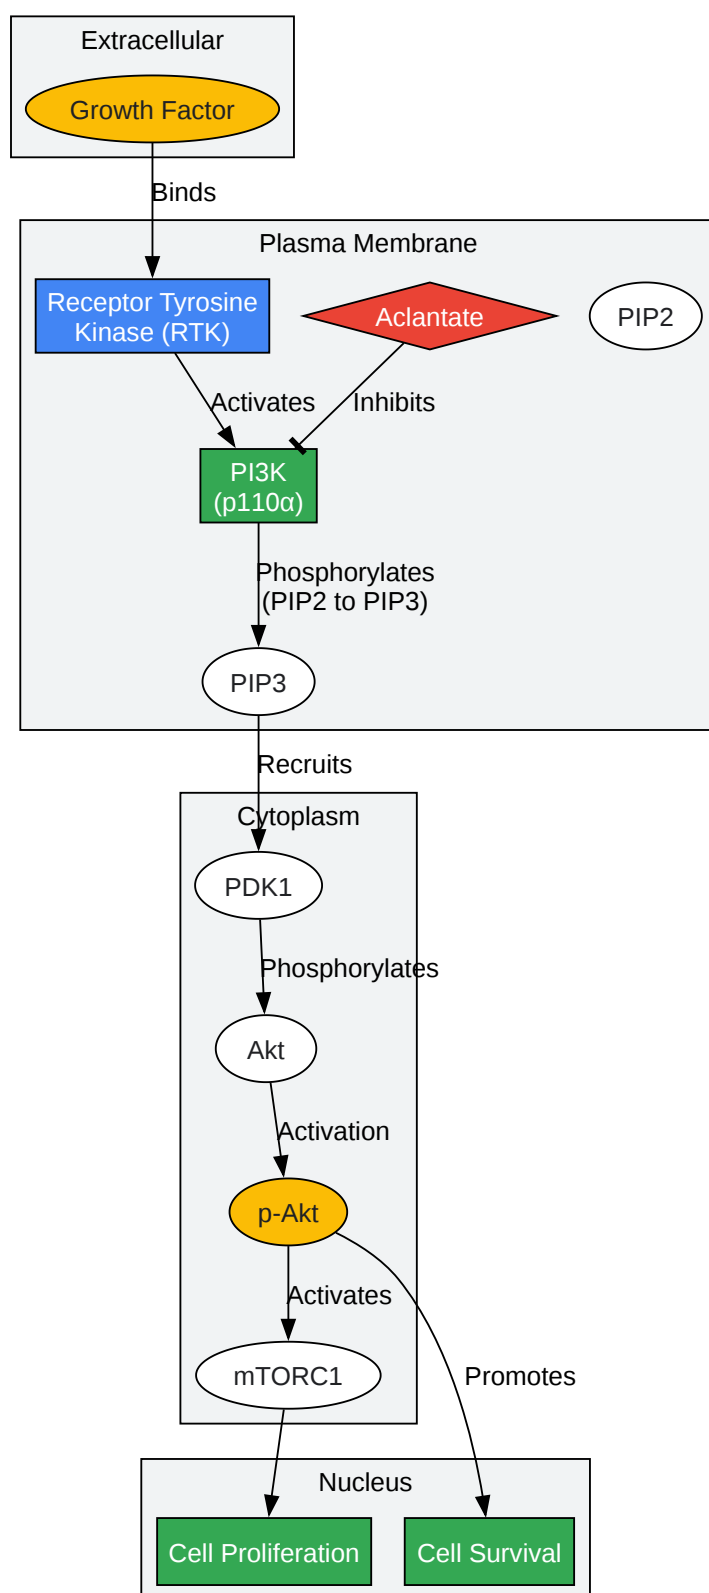 Extracellular
Growth Factor
Binds
Plasma Membrane
Receptor Tyrosine
Kinase (RTK)
Aclantate
PIP2
Activates
Inhibits
PI3K
(p110α)
Phosphorylates
(PIP2 to PIP3)
PIP3
Recruits
Cytoplasm
PDK1
Phosphorylates
Akt
Activation
p-Akt
Activates
mTORC1
Promotes
Nucleus
Cell Proliferation
Cell Survival